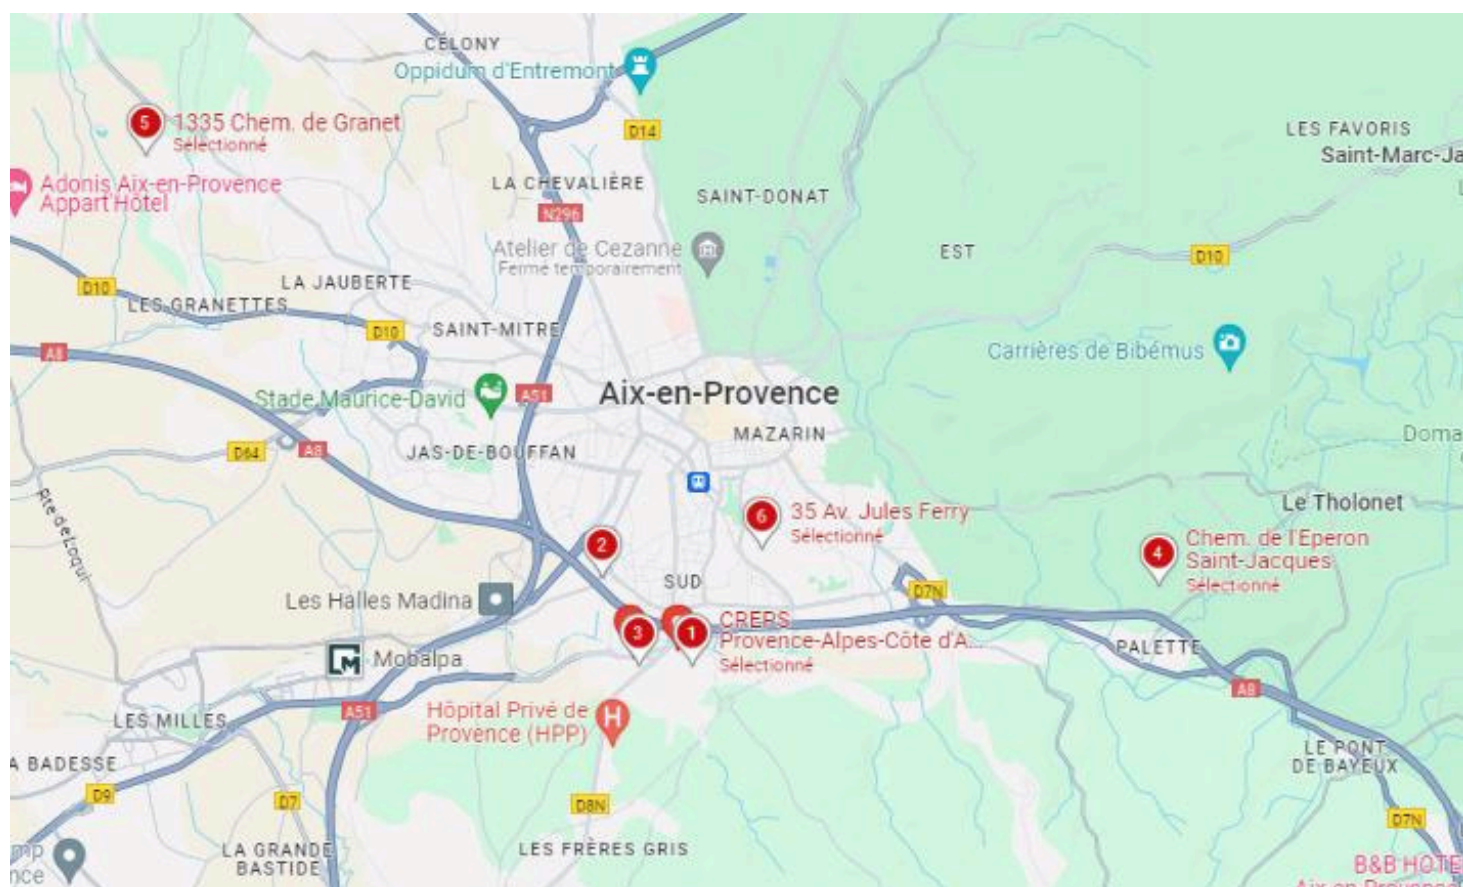 CÉLONY
Oppidum d'Entremont
5
1335 Chem. de Granet
Sélectionné
D14
LES FAVORIS
Saint-Marc-Ja
Adonis Aix-en-Provence
Appart Hôtel
LA CHEVALIÈRE
SAINT-DONAT
N296
Atelier de Cezanne
Fermé temporairement
EST
D10
D10
LA JAUBERTE
LES GRANETTES
D10
SAINT-MITRE
A8
Carrières de Bibémus
Stade Maurice-David
A51
Aix-en-Provence
MAZARIN
Doma
D64
A8
JAS-DE-BOUFFAN
Rte de Loqui
6
35 Av. Jules Ferry
Sélectionné
Le Tholonet
2
4
Chem. de l'Eperon
Saint-Jacques
Sélectionné
SUD
D7N
Les Halles Madina
3
1
CREPS
Provence-Alpes-Côte d'A...
Sélectionné
PALETTE
Mobalpa
A8
LES MILLES
A51
Hôpital Privé de
Provence (HPP)
LE PONT
DE BAYEUX
A BADESSE
D9
D7
D8N
D7N
LA GRANDE
BASTIDE
LES FRÈRES GRIS
mp
nce
B&B HOTE
Aix-en-Provence